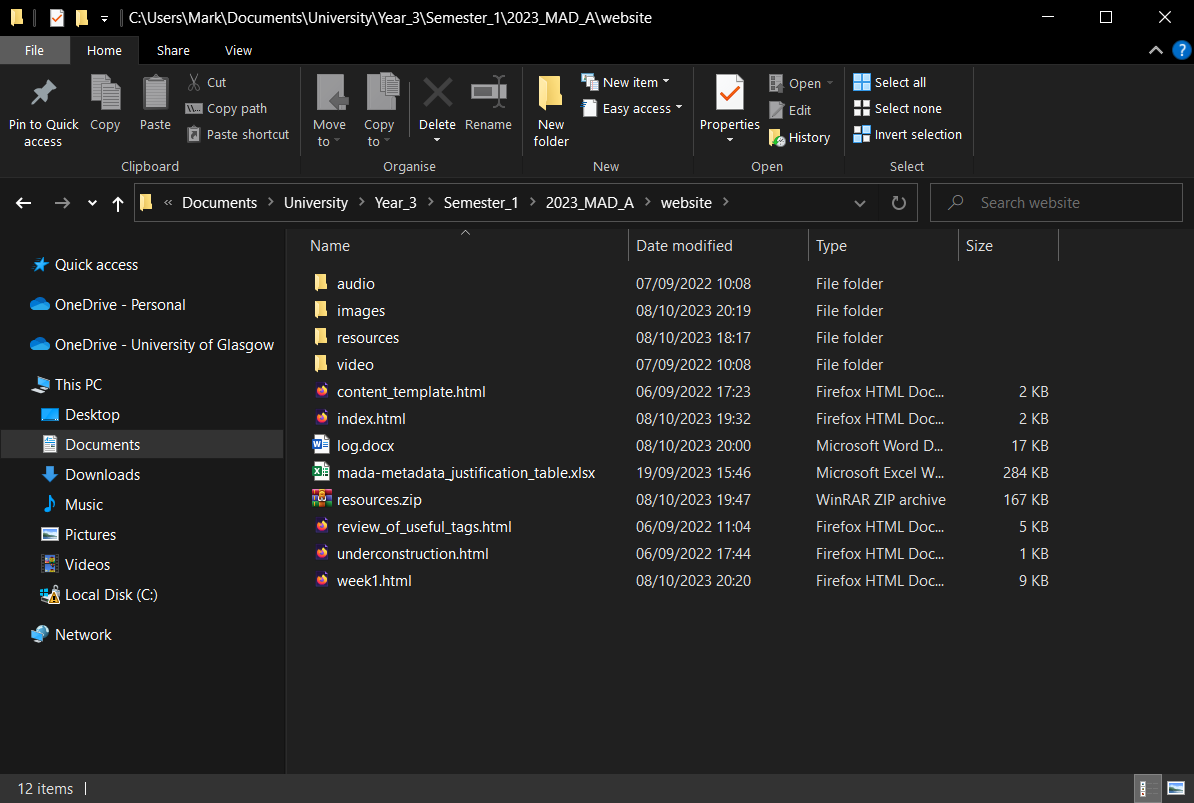 C:\Users\Mark\Documents\University\Year_3\Semester_1\2023_MAD_A\website
File Home Share View
Pin to Quick access
Copy
Paste
Cut
Copy path
Paste shortcut
Clipboard
Move to
Copy to
Delete
Rename
Organise
New folder
New item
Easy access
New
Properties
Open
Edit
History
Open
Select all
Select none
Invert selection
Select
« Documents > University > Year_3 > Semester_1 > 2023_MAD_A > website >
Search website
Quick access
OneDrive - Personal
OneDrive - University of Glasgow
This PC
Desktop
Documents
Downloads
Music
Pictures
Videos
Local Disk (C:)
Network
Name Date modified Type Size
audio 07/09/2022 10:08 File folder
images 08/10/2023 20:19 File folder
resources 08/10/2023 18:17 File folder
video 07/09/2022 10:08 File folder
content_template.html 06/09/2022 17:23 Firefox HTML Doc... 2 KB
index.html 08/10/2023 19:32 Firefox HTML Doc... 2 KB
log.docx 08/10/2023 20:00 Microsoft Word D... 17 KB
mada-metadata_justification_table.xlsx 19/09/2023 15:46 Microsoft Excel W... 284 KB
resources.zip 08/10/2023 19:47 WinRAR ZIP archive 167 KB
review_of_useful_tags.html 06/09/2022 11:04 Firefox HTML Doc... 5 KB
underconstruction.html 06/09/2022 17:44 Firefox HTML Doc... 1 KB
week1.html 08/10/2023 20:20 Firefox HTML Doc... 9 KB
12 items